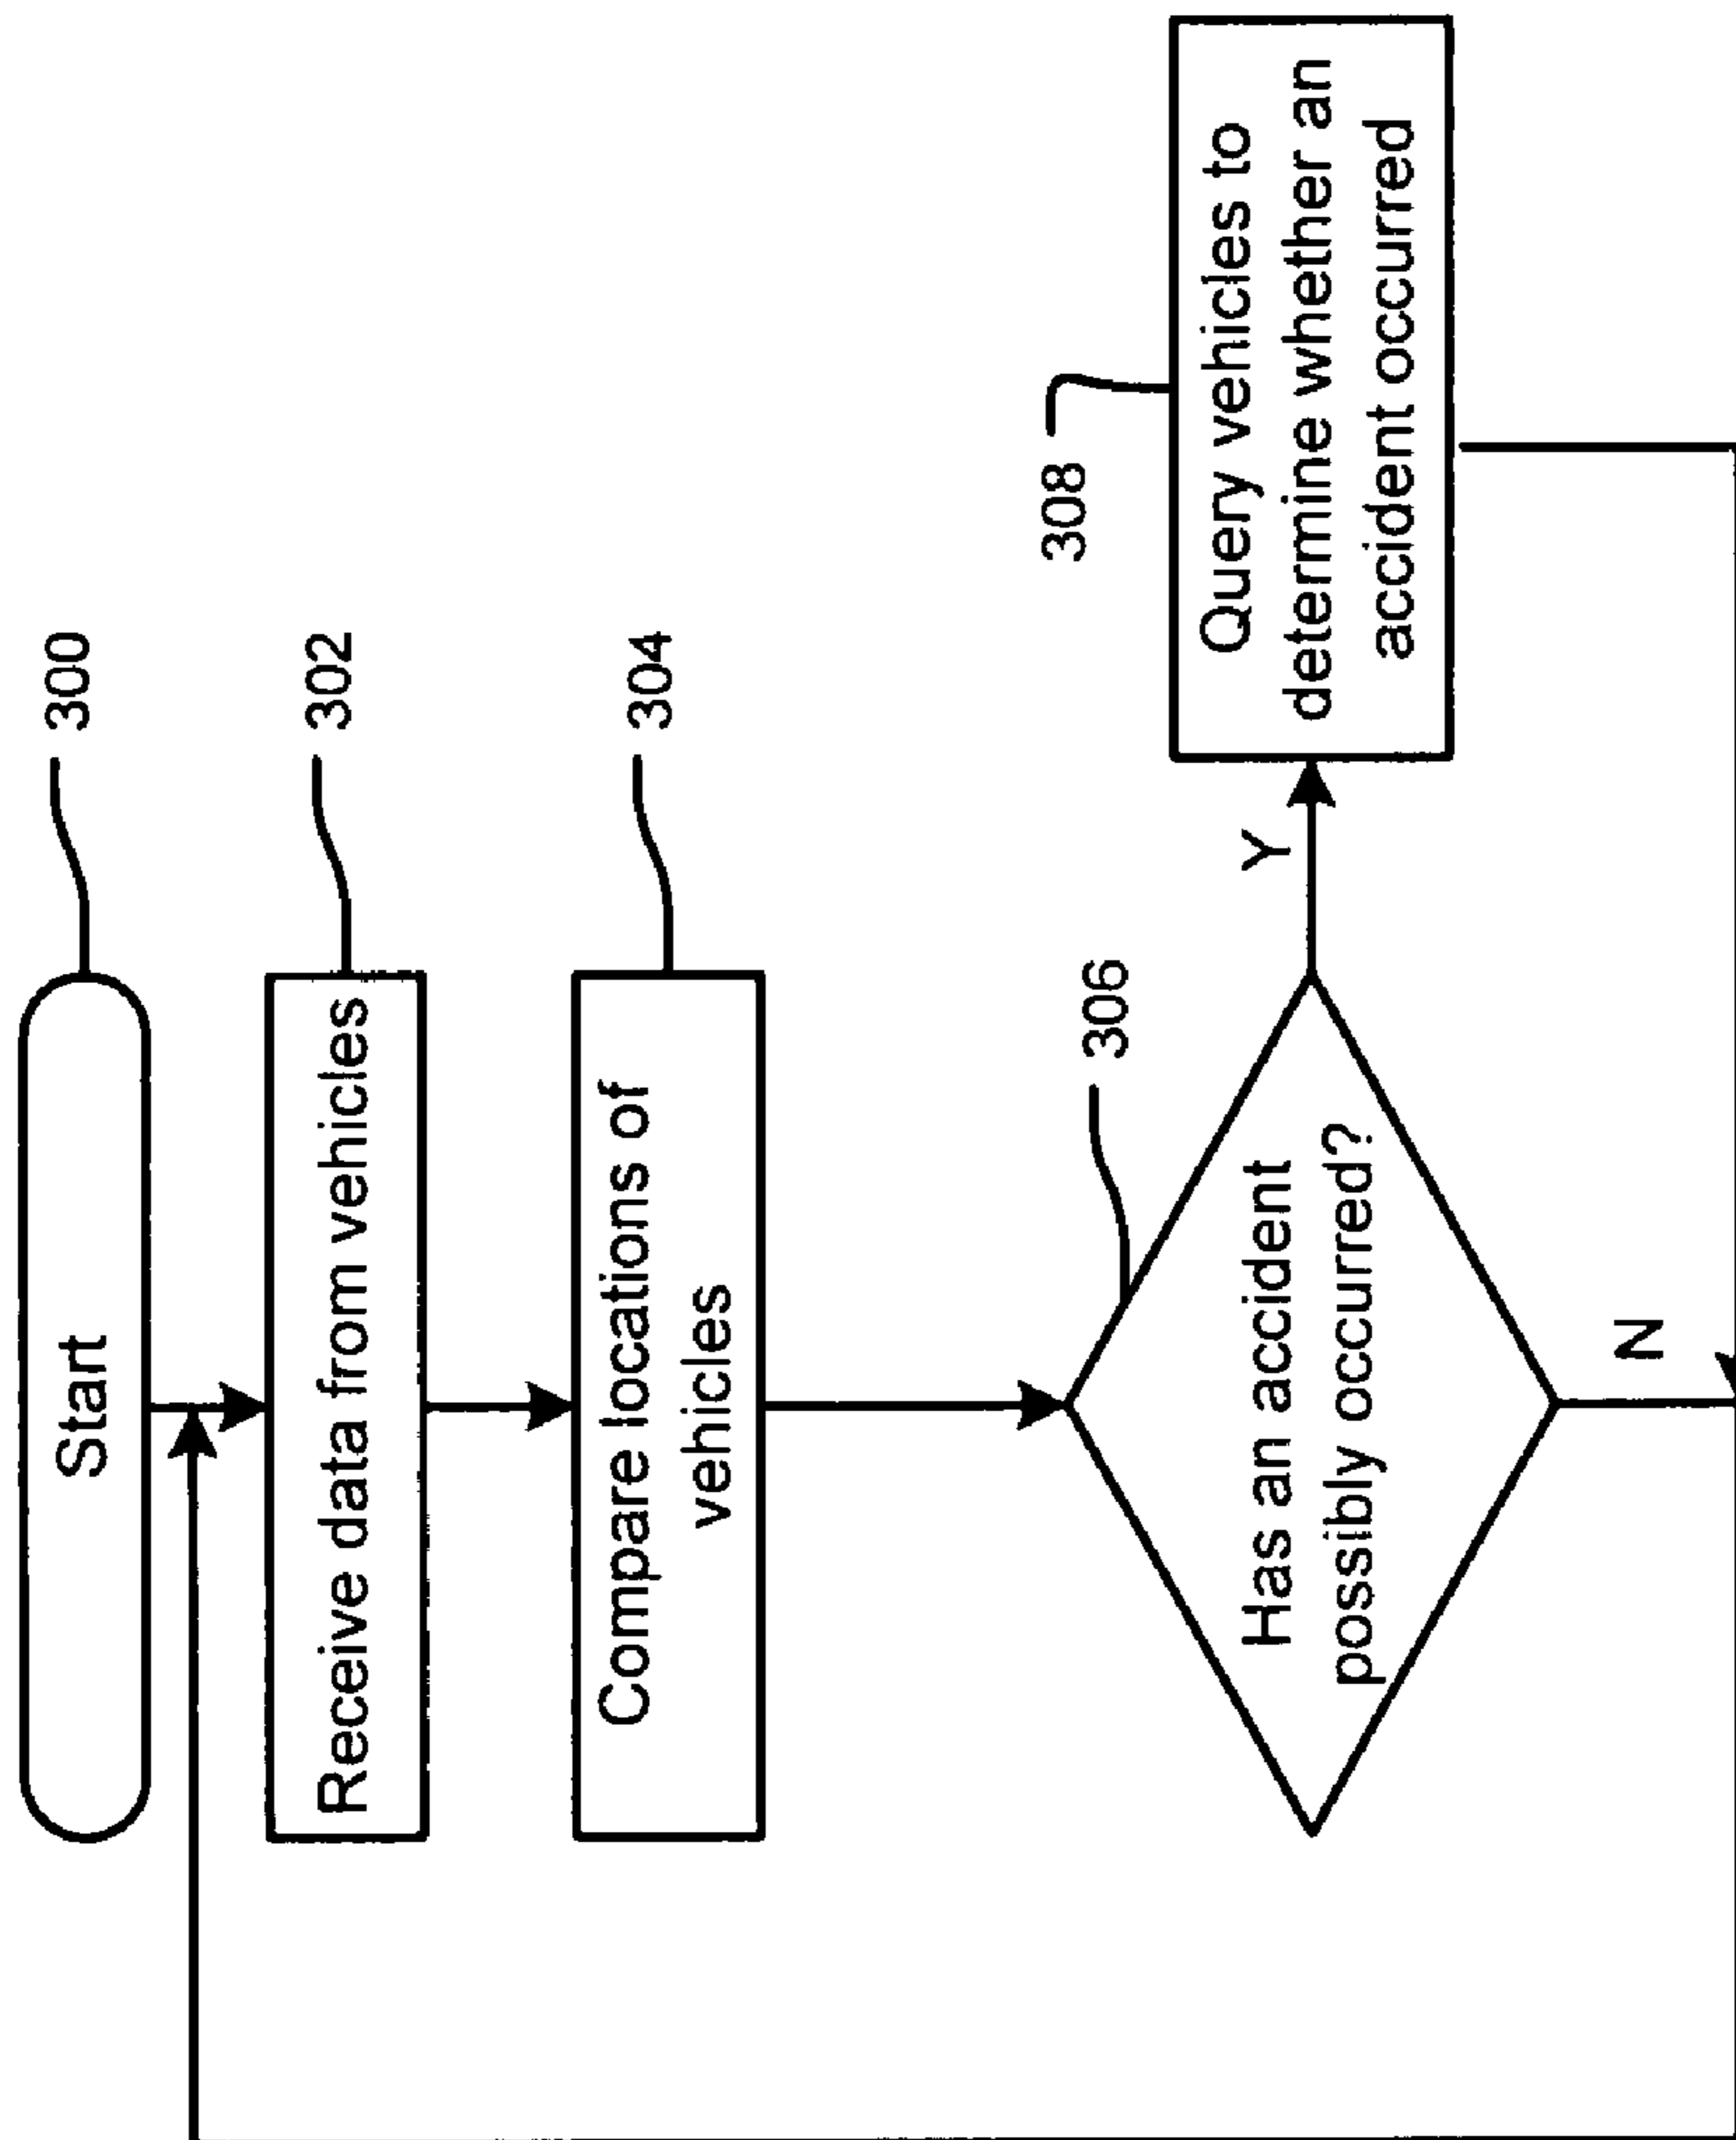 Start
300
Receive data from vehicles
302
Compare locations of
vehicles
304
Has an accident
possibly occurred?
306
Y
N
Query vehicles to
determine whether an
accident occurred
308